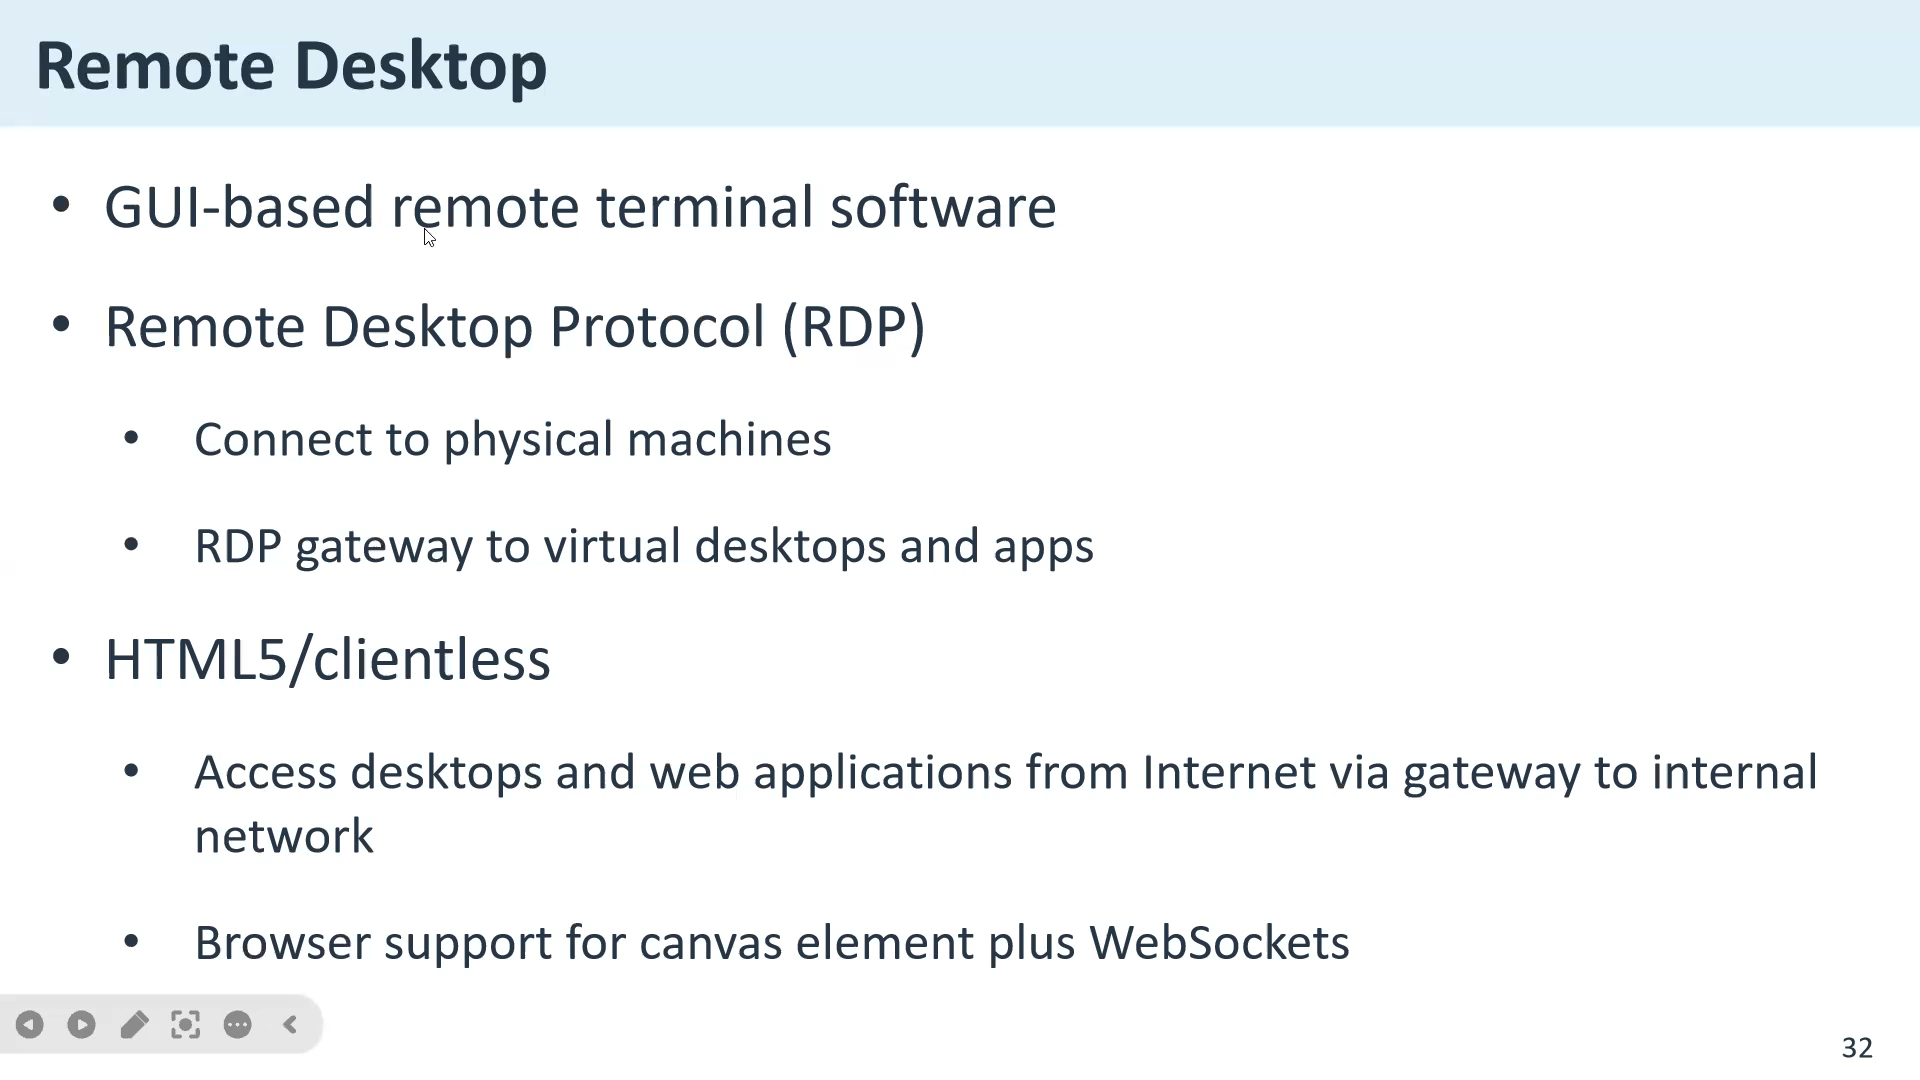 Remote Desktop
• GUI-based remote terminal software
• Remote Desktop Protocol (RDP)
• Connect to physical machines
• RDP gateway to virtual desktops and apps
• HTML5/clientless
• Access desktops and web applications from Internet via gateway to internal
network
• Browser support for canvas element plus WebSockets
32